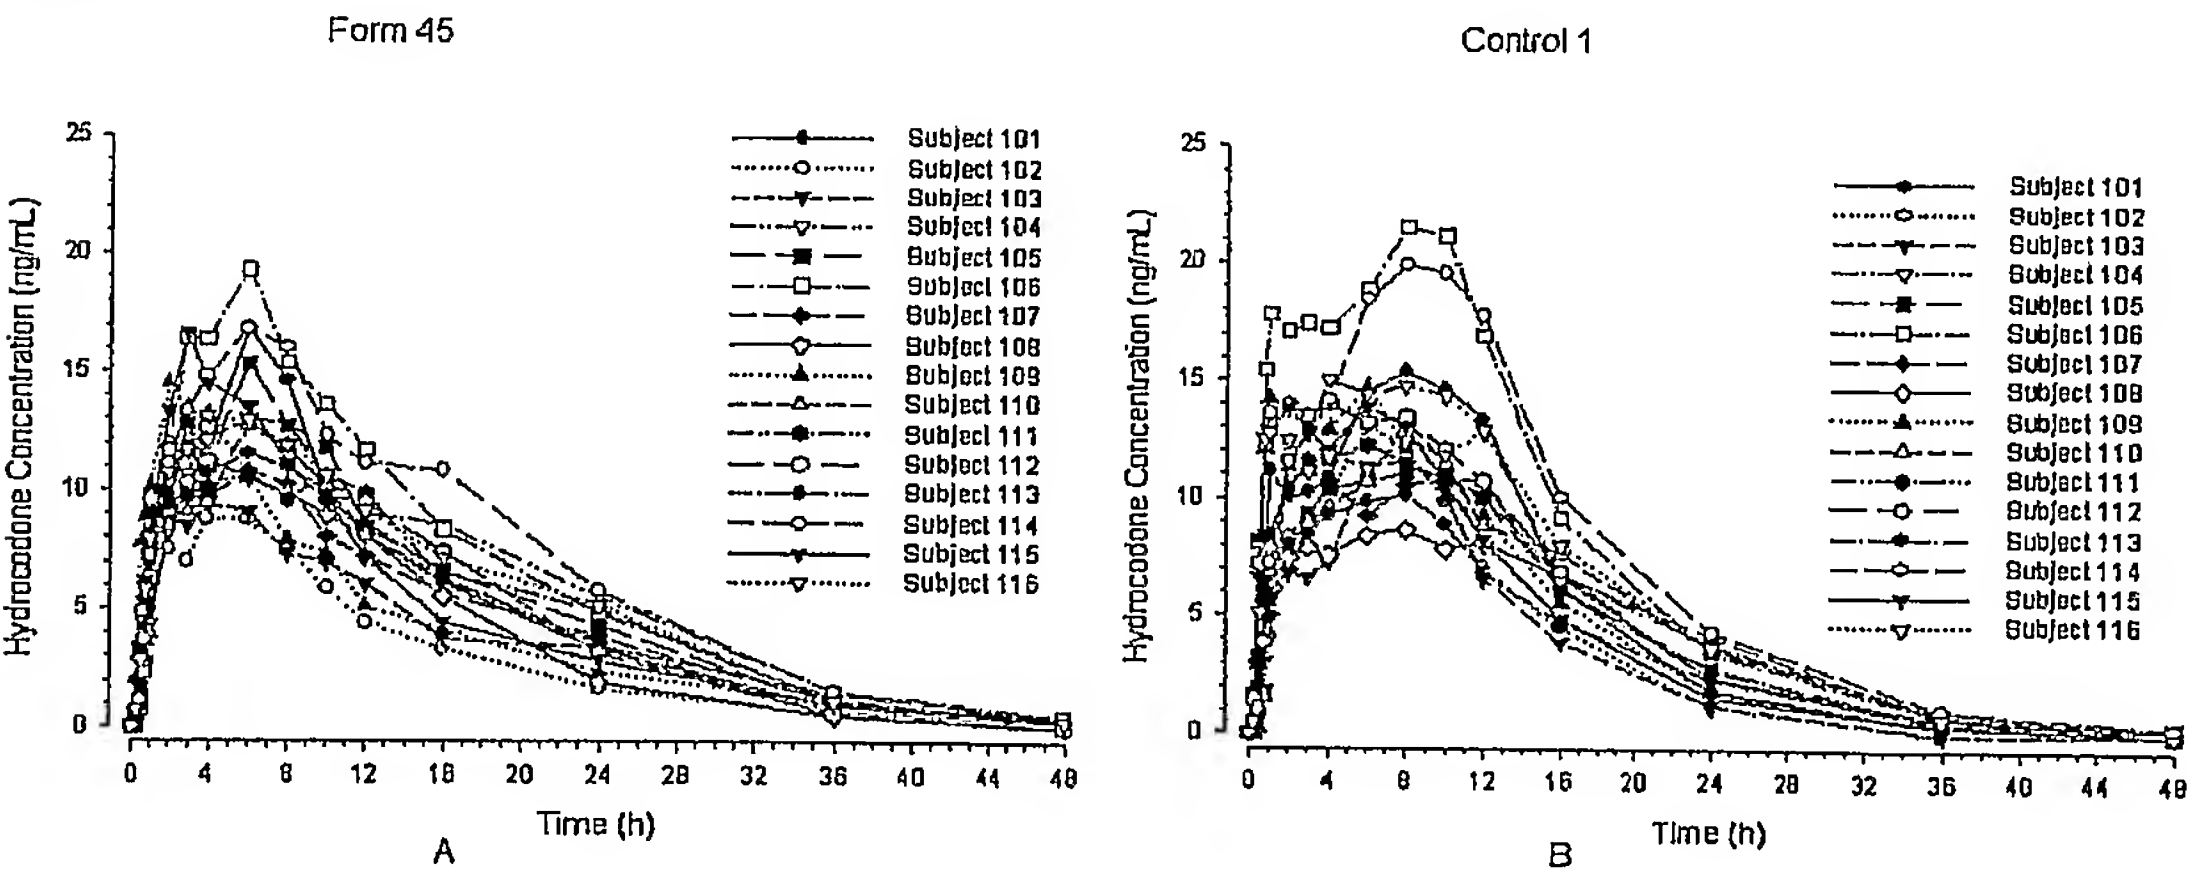 Form 45
Control 1
Hydrocodone Concentration (ng/mL)
25
20
15
10
5
0
Subject 101
Subject 102
Subject 103
Subject 104
Subject 105
Subject 106
Subject 107
Subject 108
Subject 109
Subject 110
Subject 111
Subject 112
Subject 113
Subject 114
Subject 115
Subject 116
0 4 8 12 16 20 24 28 32 36 40 44 48
Time (h)
A
Hydrocodone Concentration (ng/mL)
25
20
15
10
5
0
Subject 101
Subject 102
Subject 103
Subject 104
Subject 105
Subject 106
Subject 107
Subject 108
Subject 109
Subject 110
Subject 111
Subject 112
Subject 113
Subject 114
Subject 115
Subject 116
0 4 8 12 16 20 24 28 32 36 40 44 48
Time (h)
B